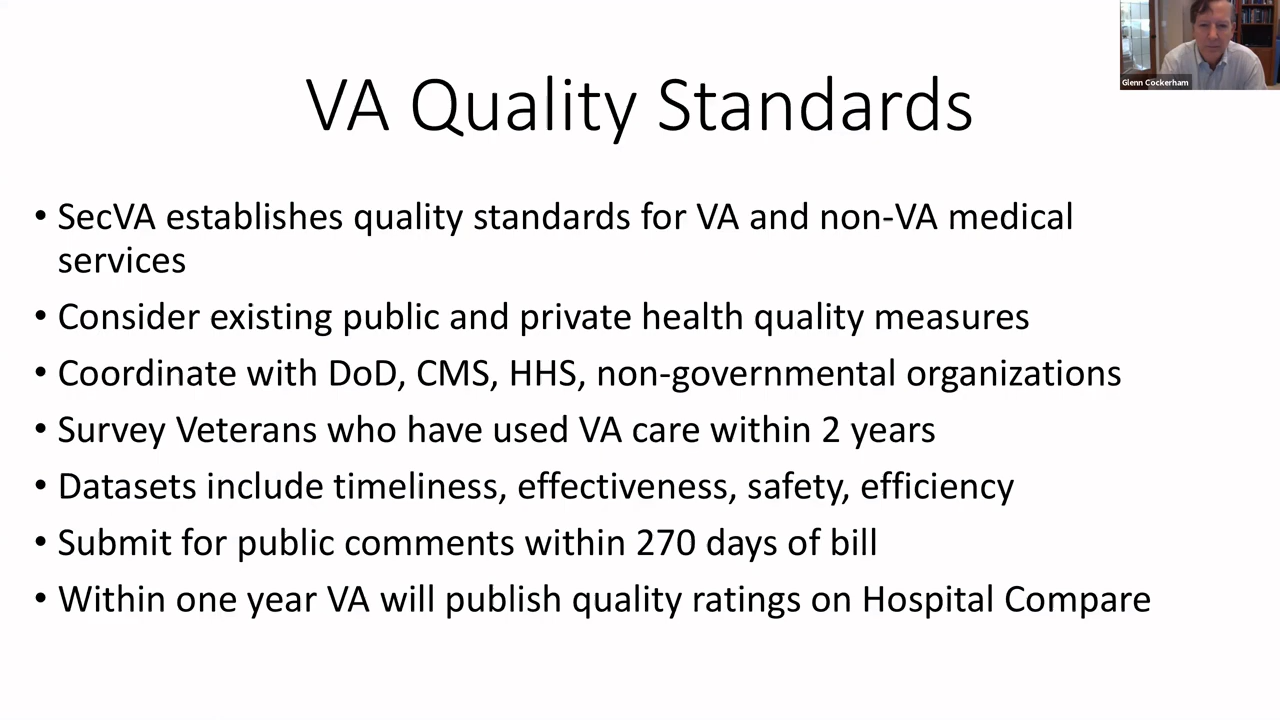 Glenn Cockerham
VA Quality Standards
• SecVA establishes quality standards for VA and non-VA medical
services
• Consider existing public and private health quality measures
• Coordinate with DoD, CMS, HHS, non-governmental organizations
• Survey Veterans who have used VA care within 2 years
• Datasets include timeliness, effectiveness, safety, efficiency
• Submit for public comments within 270 days of bill
• Within one year VA will publish quality ratings on Hospital Compare